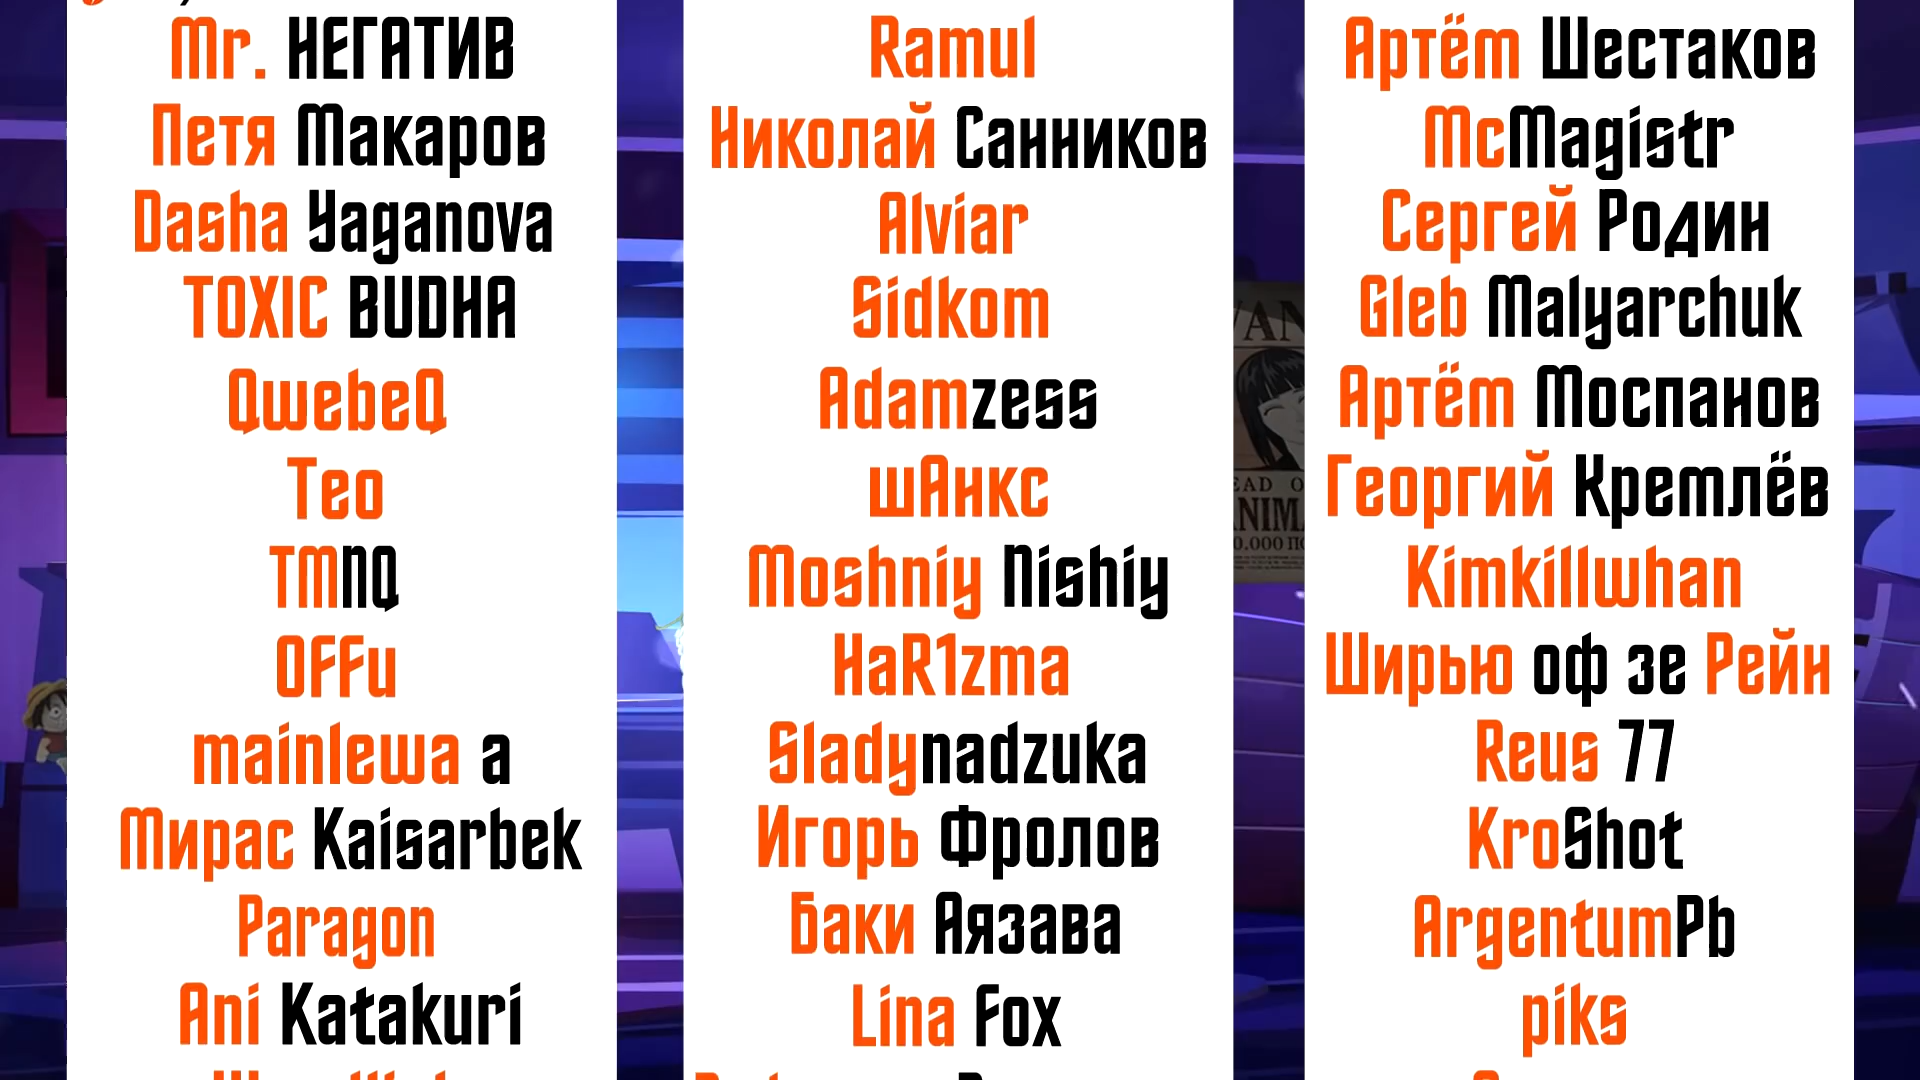 Mr. НЕГАТИВ
Петя Макаров
Dasha Yaganova
TOXIC BUDHA
QwebeQ
Teo
TMNQ
OFFu
mainlewa a
Мирас Kaisarbek
Paragon
Ani Katakuri
Ramul
Николай Санников
Alviar
Sidkom
Adamzess
шАнкс
Moshniy Nishiy
HaR1zma
Sladynadzuka
Игорь Фролов
Баки Аязава
Lina Fox
Артём Шестаков
McMagistr
Сергей Родин
Gleb Malyarchuk
Артём Моспанов
Георгий Кремлёв
Kimkillwhan
Ширью оф зе Рейн
Reus 77
KroShot
ArgentumPb
piks